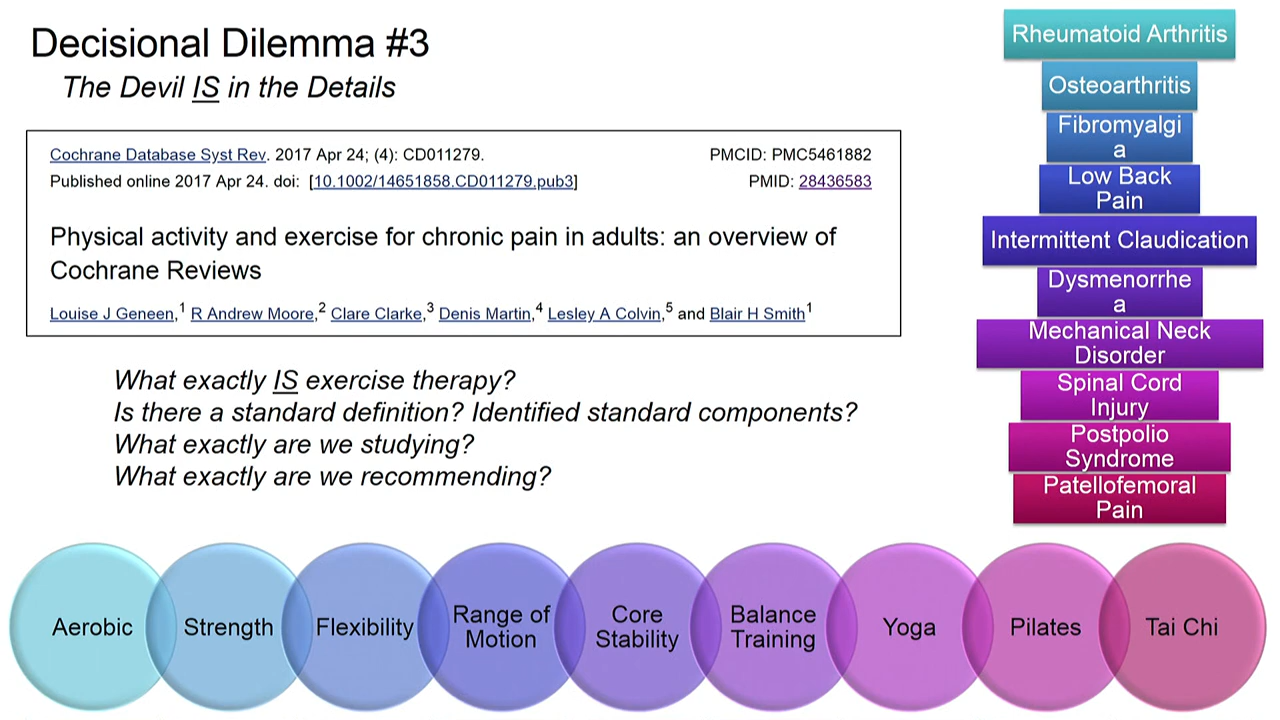 Decisional Dilemma #3
The Devil IS in the Details
Cochrane Database Syst Rev. 2017 Apr 24; (4): CD011279.
PMCID: PMC5461882
Published online 2017 Apr 24. doi: [10.1002/14651858.CD011279.pub3]
PMID: 28436583
Physical activity and exercise for chronic pain in adults: an overview of
Cochrane Reviews
Louise J Geneen,1 R Andrew Moore,2 Clare Clarke,3 Denis Martin,4 Lesley A Colvin,5 and Blair H Smith1
What exactly IS exercise therapy?
Is there a standard definition? Identified standard components?
What exactly are we studying?
What exactly are we recommending?
Rheumatoid Arthritis
Osteoarthritis
Fibromyalgi
a
Low Back
Pain
Intermittent Claudication
Dysmenorrhe
a
Mechanical Neck
Disorder
Spinal Cord
Injury
Postpolio
Syndrome
Patellofemoral
Pain
Aerobic
Strength
Flexibility
Range of
Motion
Core
Stability
Balance
Training
Yoga
Pilates
Tai Chi